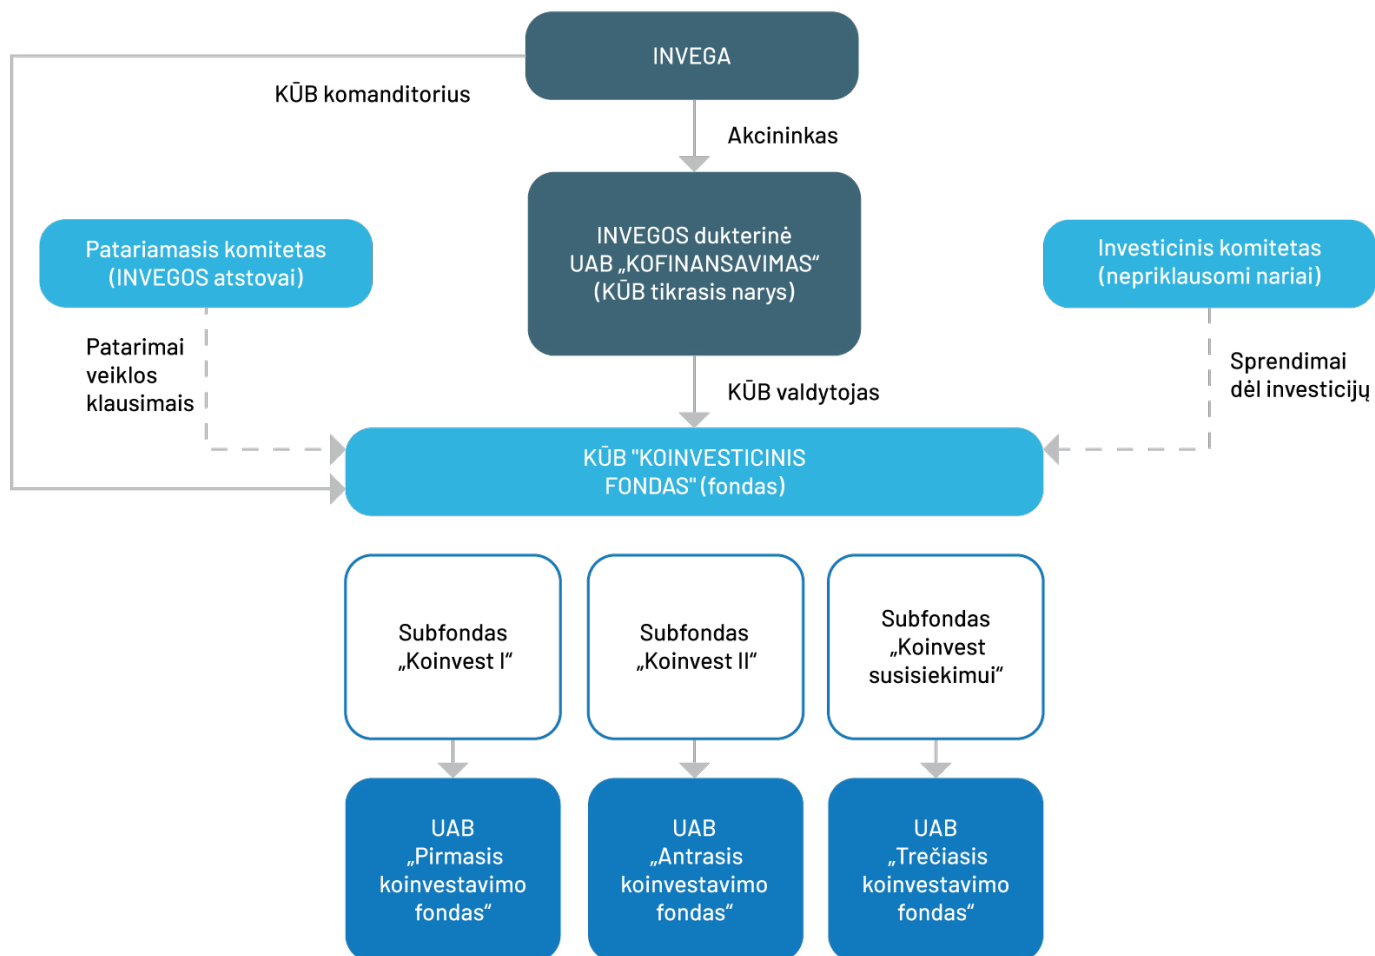 INVEGA
KŪB komanditorius
Akcininkas
INVEGOS dukterinė
UAB „KOFINANSAVIMAS“
(KŪB tikrasis narys)
Patariamasis komitetas
(INVEGOS atstovai)
Investicinis komitetas
(nepriklausomi nariai)
Patarimai
veiklos
klausimais
KŪB valdytojas
Sprendimai
dėl investicijų
KŪB "KOINVESTICINIS
FONDAS" (fondas)
Subfondas
„Koinvest I“
Subfondas
„Koinvest II“
Subfondas
„Koinvest
susisiekimui“
UAB
„Pirmasis
koinvestavimo
fondas“
UAB
„Antrasis
koinvestavimo
fondas“
UAB
„Trečiasis
koinvestavimo
fondas“